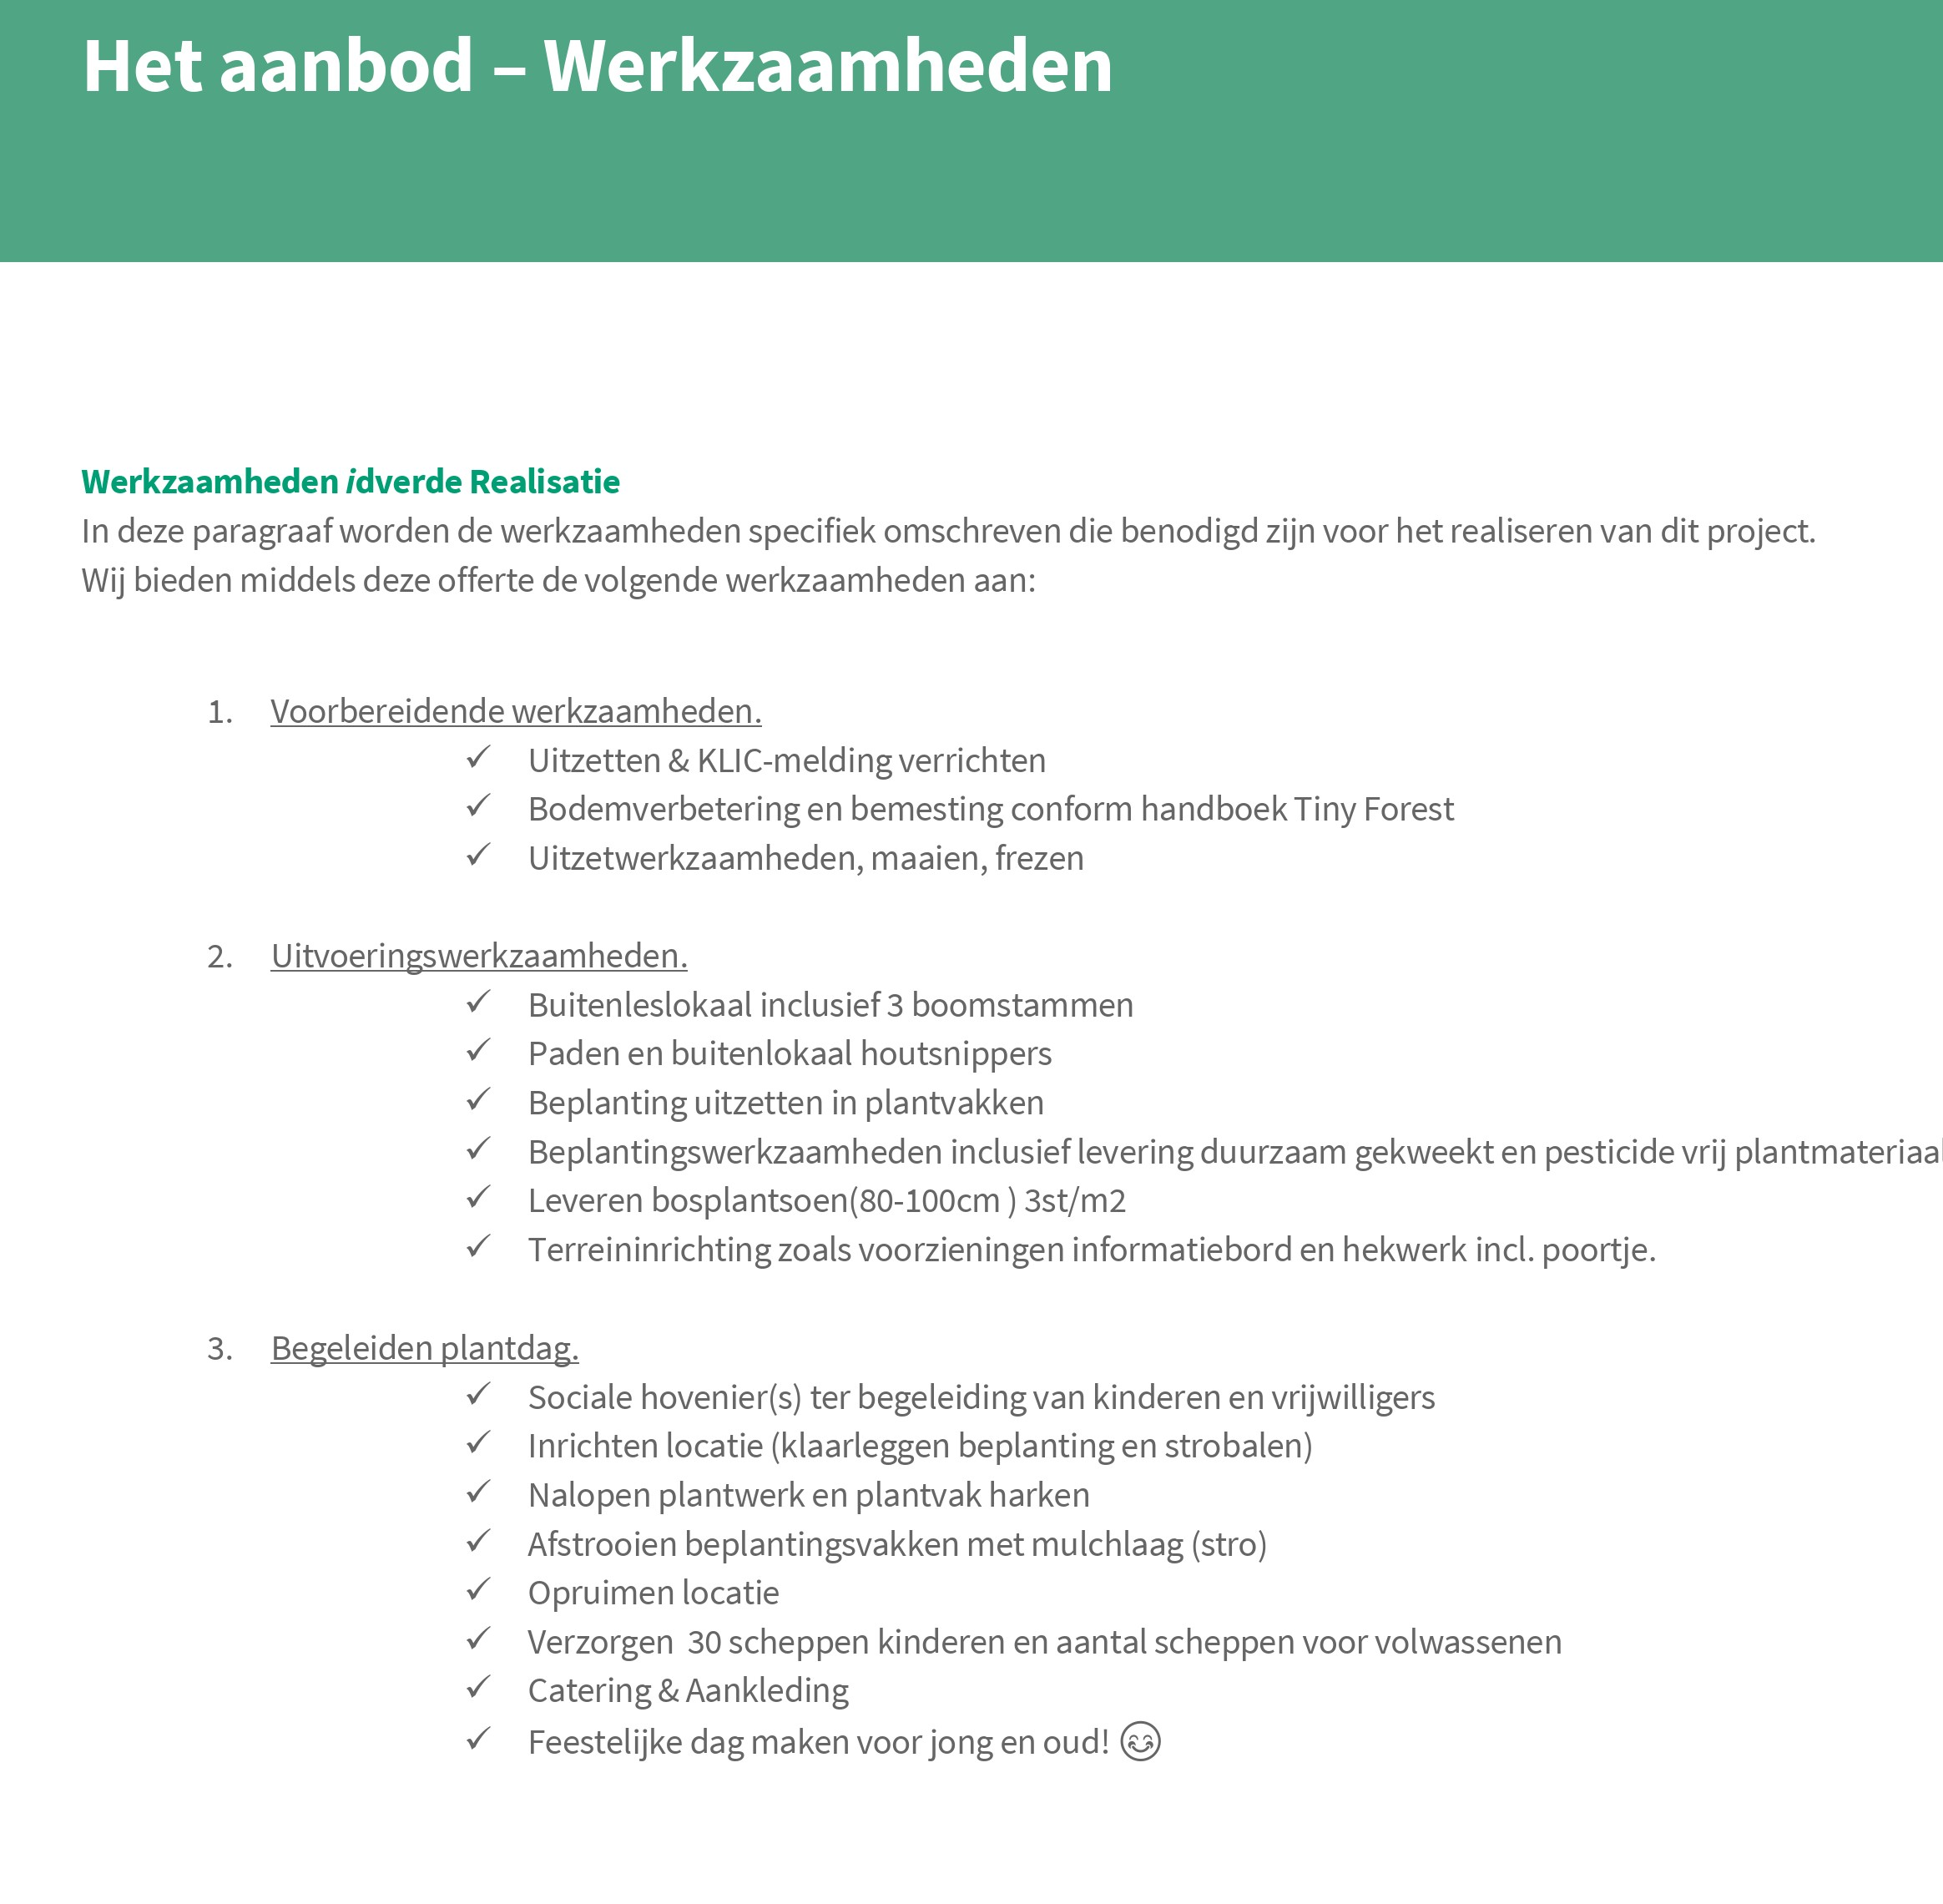 Het aanbod – Werkzaamheden
Werkzaamheden idverde Realisatie
In deze paragraaf worden de werkzaamheden specifiek omschreven die benodigd zijn voor het realiseren van dit project.
Wij bieden middels deze offerte de volgende werkzaamheden aan:
1. Voorbereidende werkzaamheden.
✓ Uitzetten & KLIC-melding verrichten
✓ Bodemverbetering en bemesting conform handboek Tiny Forest
✓ Uitzetwerkzaamheden, maaien, frezen
2. Uitvoeringswerkzaamheden.
✓ Buitenleslokaal inclusief 3 boomstammen
✓ Paden en buitenlokaal houtsnippers
✓ Beplanting uitzetten in plantvakken
✓ Beplantingswerkzaamheden inclusief levering duurzaam gekweekt en pesticide vrij plantmateriaal
✓ Leveren bosplantsoen(80-100cm ) 3st/m2
✓ Terreininrichting zoals voorzieningen informatiebord en hekwerk incl. poortje.
3. Begeleiden plantdag.
✓ Sociale hovenier(s) ter begeleiding van kinderen en vrijwilligers
✓ Inrichten locatie (klaarleggen beplanting en strobalen)
✓ Nalopen plantwerk en plantvak harken
✓ Afstrooien beplantingsvakken met mulchlaag (stro)
✓ Opruimen locatie
✓ Verzorgen  30 scheppen kinderen en aantal scheppen voor volwassenen
✓ Catering & Aankleding
✓ Feestelijke dag maken voor jong en oud! 😊